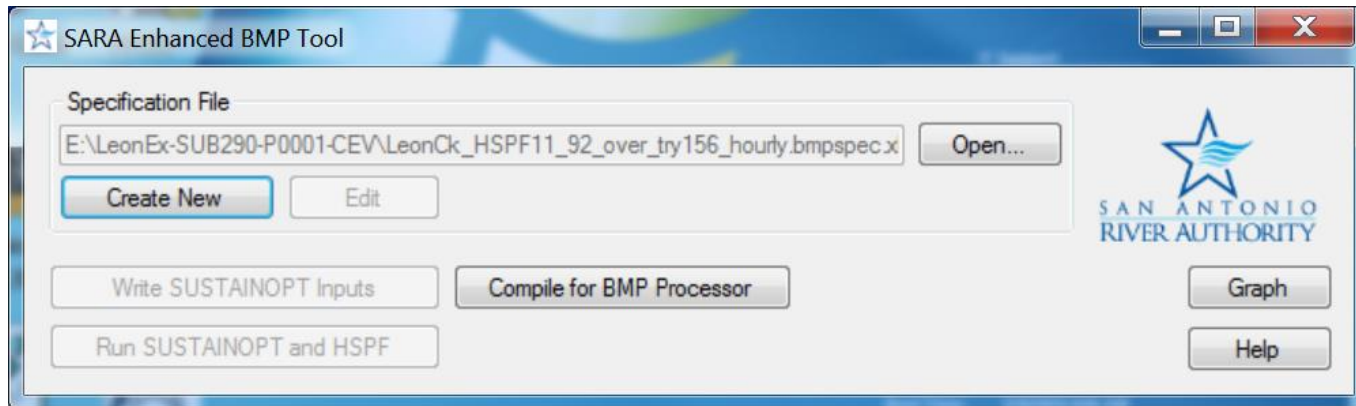 SARA Enhanced BMP Tool
Specification File
E:\LeonEx-SUB290-P0001-CEV\LeonCk_HSPF11_92_over_try156_hourly.bmpspec.x
Open...
Create New
Edit
SAN ANTONIO
RIVER AUTHORITY
Write SUSTAINOPT Inputs
Compile for BMP Processor
Graph
Run SUSTAINOPT and HSPF
Help